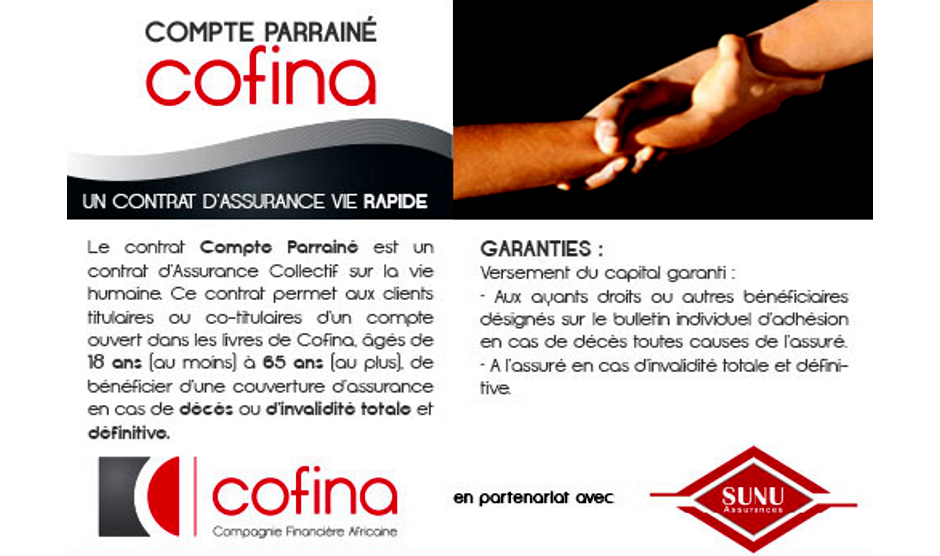 COMPTE PARRAINÉ
cofina
UN CONTRAT D'ASSURANCE VIE RAPIDE
Le contrat Compte Parrainé est un
contrat d'Assurance Collectif sur la vie
humaine. Ce contrat permet aux clients
titulaires ou co-titulaires d'un compte
ouvert dans les livres de Cofina, âgés de
18 ans (au moins) à 65 ans (au plus), de
bénéficier d'une couverture d'assurance
en cas de décès ou d'invalidité totale et
définitive.
GARANTIES :
Versement du capital garanti :
- Aux ayants droits ou autres bénéficiaires
désignés sur le bulletin individuel d'adhésion
en cas de décès toutes causes de l'assuré.
- A l'assuré en cas d'invalidité totale et défini-
tive.
cofina
Compagnie Financière Africaine
en partenariat avec
SUNU
Assurances